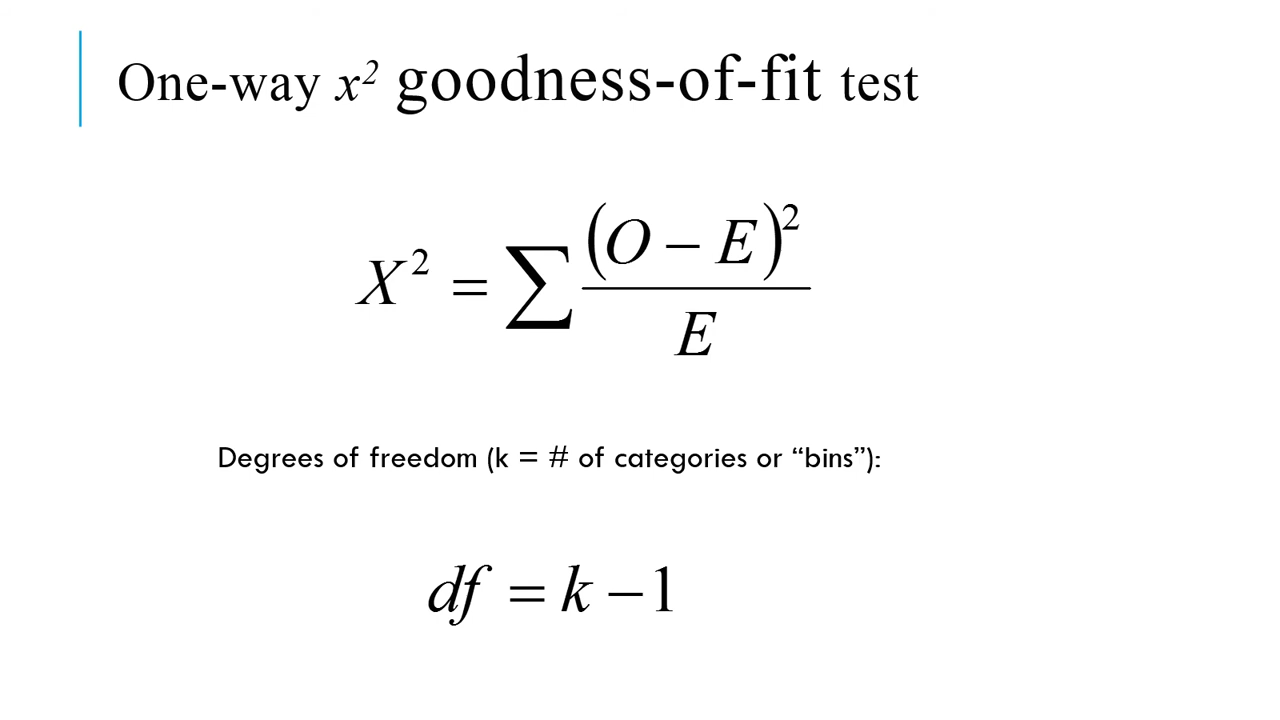 One-way x² goodness-of-fit test
X² = ∑ (O − E)² / E
Degrees of freedom (k = # of categories or “bins”):
df = k − 1